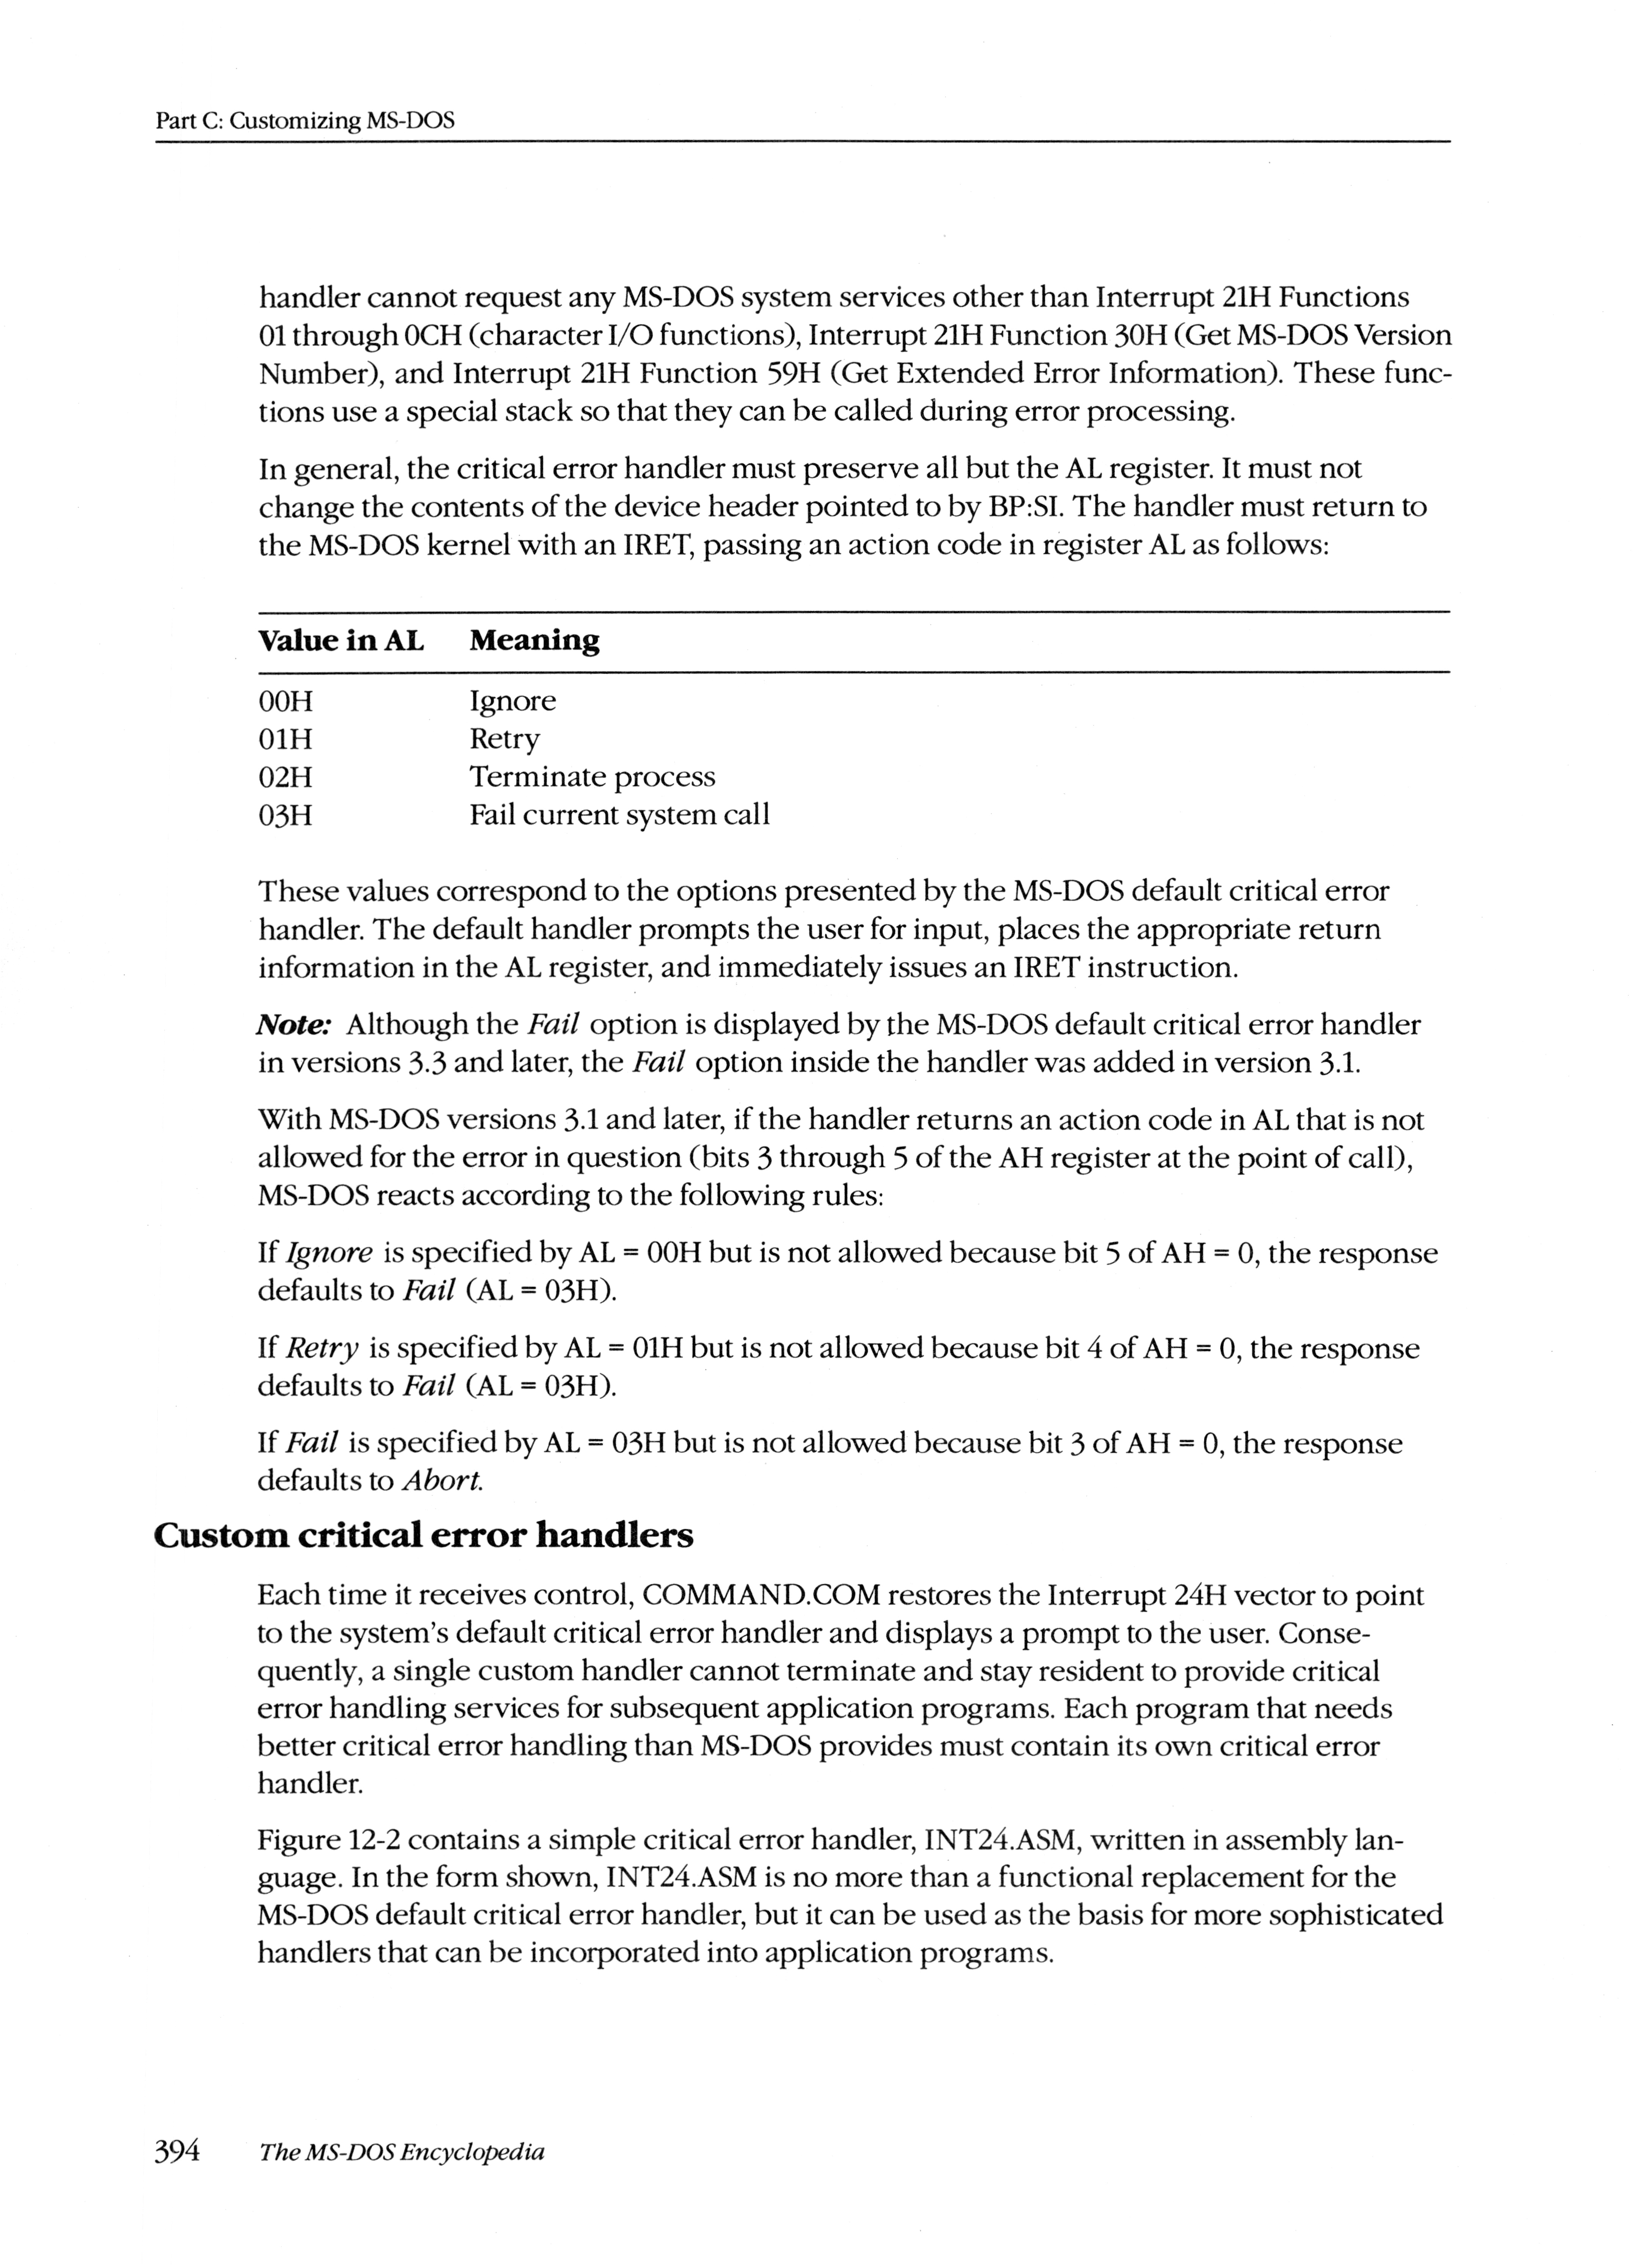 Part C: Customizing MS-DOS
handler cannot request any MS-DOS system services other than Interrupt 21H Functions
01 through 0CH (character I/O functions), Interrupt 21H Function 30H (Get MS-DOS Version
Number), and Interrupt 21H Function 59H (Get Extended Error Information). These func-
tions use a special stack so that they can be called during error processing.
In general, the critical error handler must preserve all but the AL register. It must not
change the contents of the device header pointed to by BP:SI. The handler must return to
the MS-DOS kernel with an IRET, passing an action code in register AL as follows:
Value in AL Meaning
00H Ignore
01H Retry
02H Terminate process
03H Fail current system call
These values correspond to the options presented by the MS-DOS default critical error
handler. The default handler prompts the user for input, places the appropriate return
information in the AL register, and immediately issues an IRET instruction.
Note: Although the Fail option is displayed by the MS-DOS default critical error handler
in versions 3.3 and later, the Fail option inside the handler was added in version 3.1.
With MS-DOS versions 3.1 and later, if the handler returns an action code in AL that is not
allowed for the error in question (bits 3 through 5 of the AH register at the point of call),
MS-DOS reacts according to the following rules:
If Ignore is specified by AL = 00H but is not allowed because bit 5 of AH = 0, the response
defaults to Fail (AL = 03H).
If Retry is specified by AL = 01H but is not allowed because bit 4 of AH = 0, the response
defaults to Fail (AL = 03H).
If Fail is specified by AL = 03H but is not allowed because bit 3 of AH = 0, the response
defaults to Abort.
Custom critical error handlers
Each time it receives control, COMMAND.COM restores the Interrupt 24H vector to point
to the system's default critical error handler and displays a prompt to the user. Conse-
quently, a single custom handler cannot terminate and stay resident to provide critical
error handling services for subsequent application programs. Each program that needs
better critical error handling than MS-DOS provides must contain its own critical error
handler.
Figure 12-2 contains a simple critical error handler, INT24.ASM, written in assembly lan-
guage. In the form shown, INT24.ASM is no more than a functional replacement for the
MS-DOS default critical error handler, but it can be used as the basis for more sophisticated
handlers that can be incorporated into application programs.
394 The MS-DOS Encyclopedia